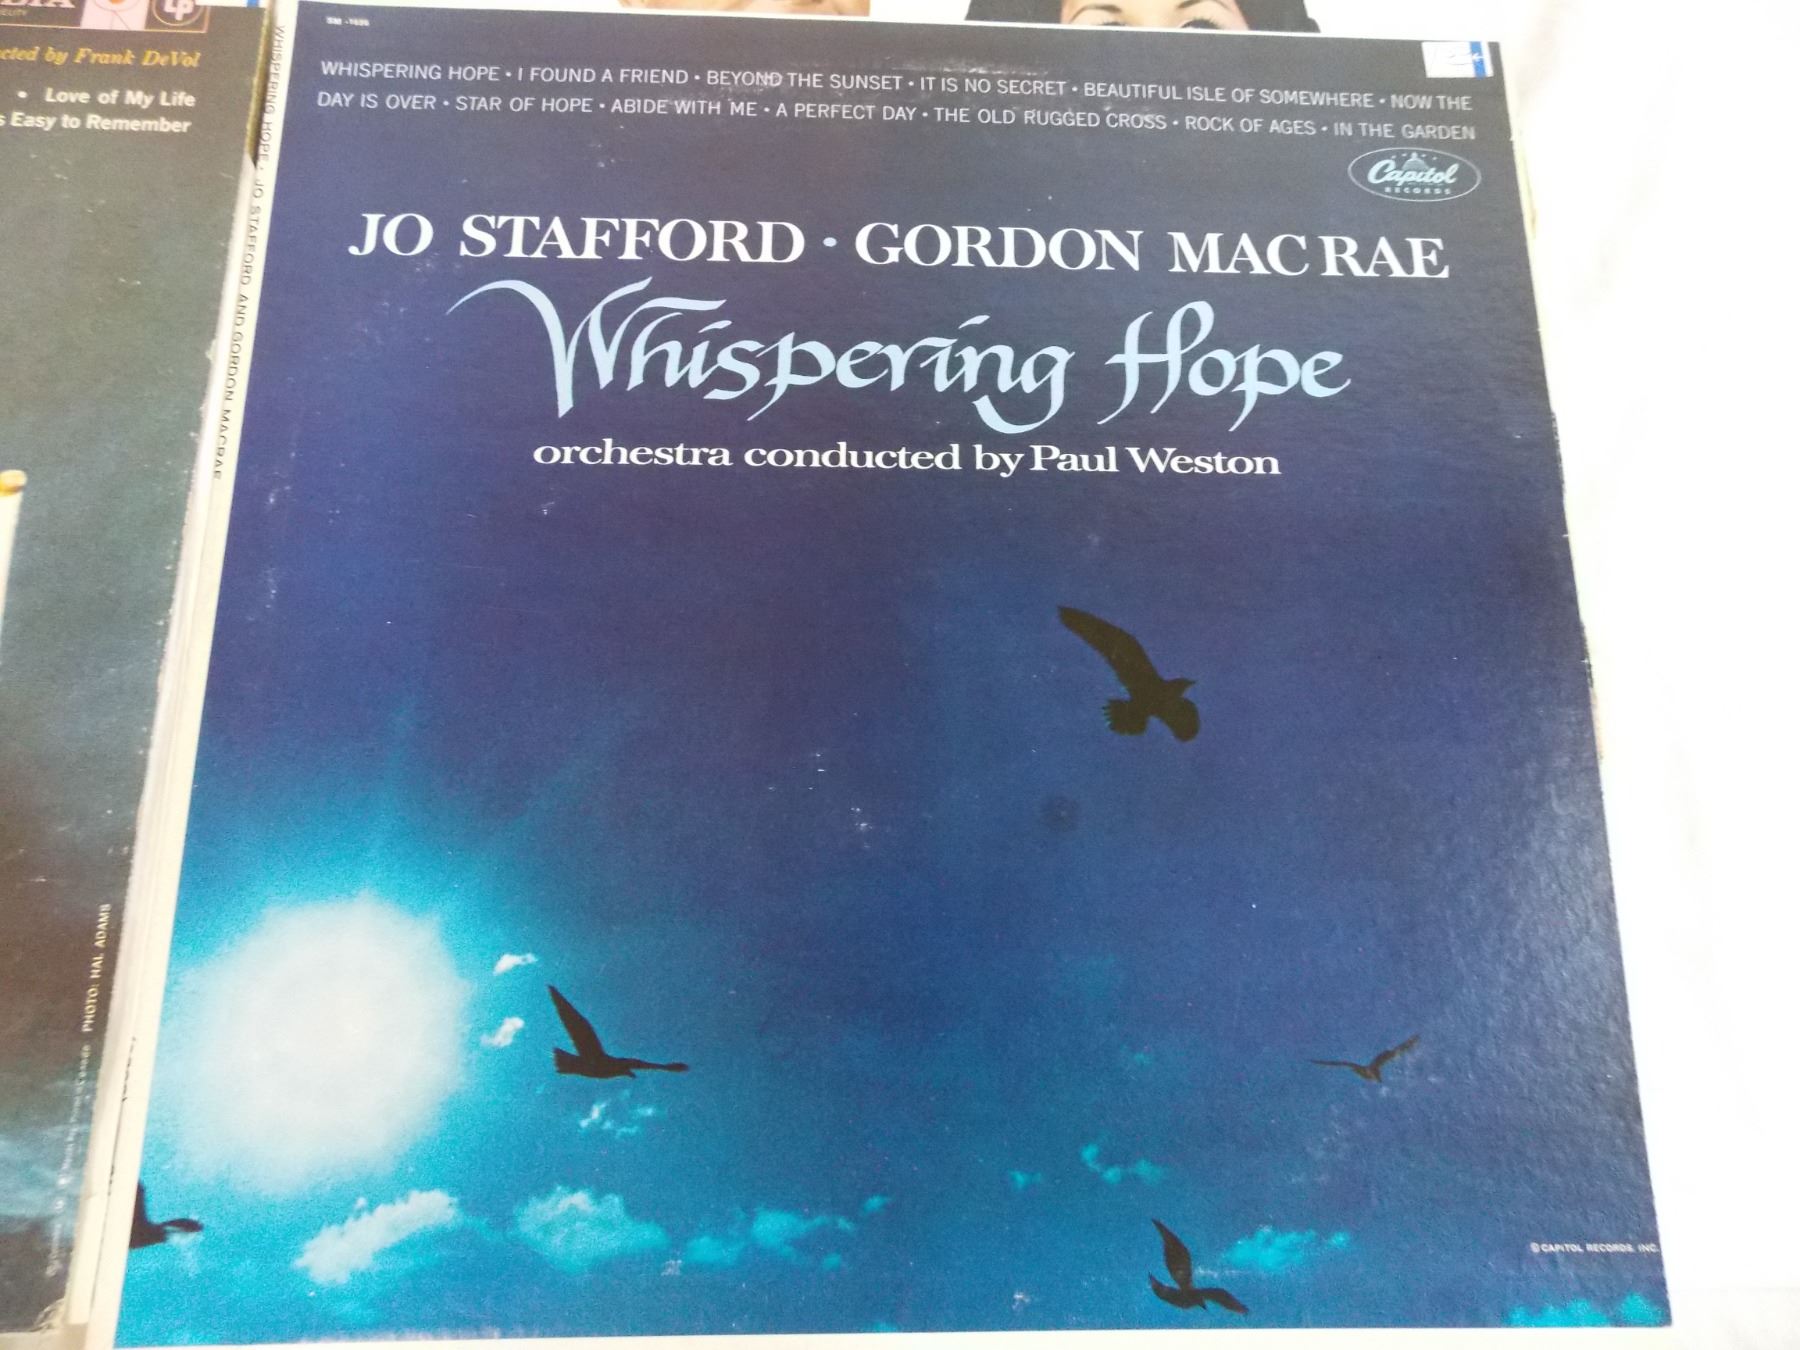 cted by Frank DeVol
• Love of My Life
s Easy to Remember
PHOTO: HAL ADAMS
WHISPERING HOPE: JO STAFFORD AND GORDON MACRAE
SM-1696
WHISPERING HOPE • I FOUND A FRIEND • BEYOND THE SUNSET • IT IS NO SECRET • BEAUTIFUL ISLE OF SOMEWHERE • NOW THE
DAY IS OVER • STAR OF HOPE • ABIDE WITH ME • A PERFECT DAY • THE OLD RUGGED CROSS • ROCK OF AGES • IN THE GARDEN
Capitol
RECORDS
JO STAFFORD • GORDON MAC RAE
Whispering Hope
orchestra conducted by Paul Weston
© CAPITOL RECORDS, INC.